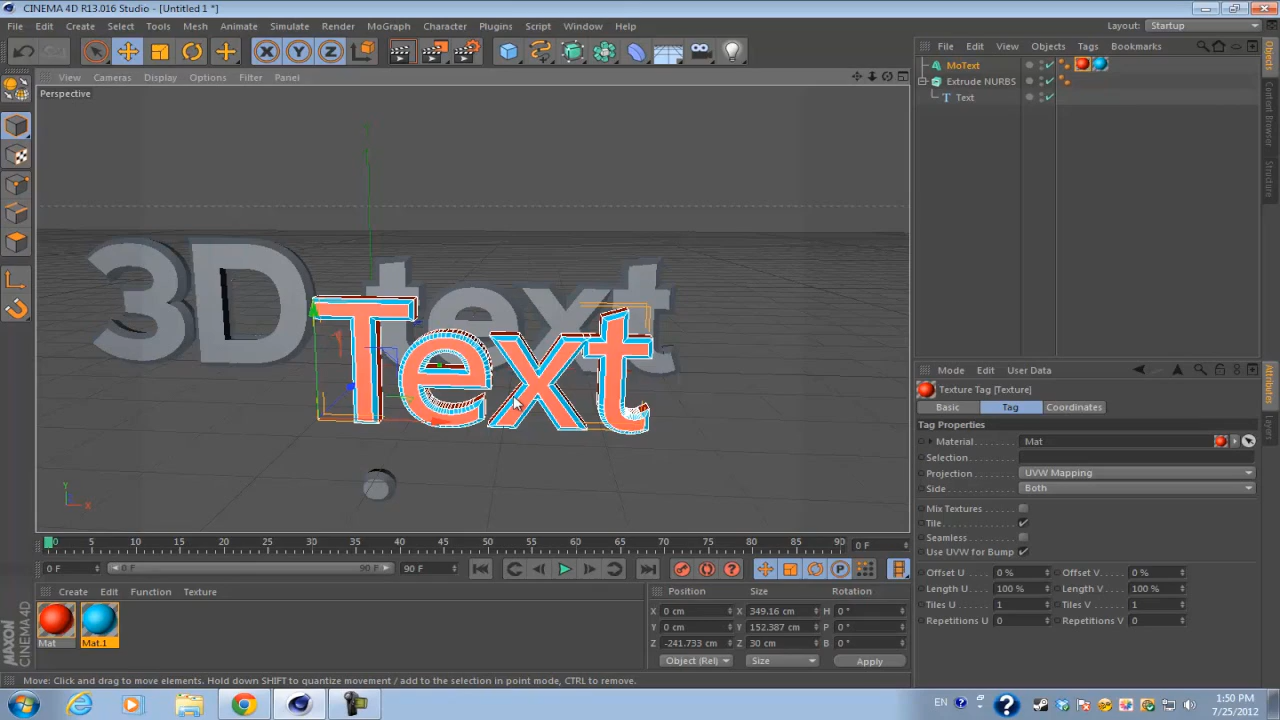 CINEMA 4D R13.016 Studio - [Untitled 1 *]
File Edit Create Select Tools Mesh Animate Simulate Render MoGraph Character Plugins Script Window Help
Layout: Startup
View Cameras Display Options Filter Panel
Perspective
3D text
Text
Y
X
0 5 10 15 20 25 30 35 40 45 50 55 60 65 70 75 80 85 90 0 F
0 F 0 F 90 F 90 F
Create Edit Function Texture
Mat Mat.1
MAXON CINEMA 4D
Position Size Rotation
X 0 cm X 349.16 cm H 0 °
Y 0 cm Y 152.387 cm P 0 °
Z -241.733 cm Z 30 cm B 0 °
Object (Rel) Size Apply
File Edit View Objects Tags Bookmarks
MoText
Extrude NURBS
Text
Objects
Content Browser
Structure
Mode Edit User Data
Texture Tag [Texture]
Basic Tag Coordinates
Tag Properties
Material Mat
Selection
Projection UVW Mapping
Side Both
Mix Textures
Tile
Seamless
Use UVW for Bump
Offset U 0 % Offset V 0 %
Length U 100 % Length V 100 %
Tiles U 1 Tiles V 1
Repetitions U 0 Repetitions V 0
Attributes
Layers
Move: Click and drag to move elements. Hold down SHIFT to quantize movement / add to the selection in point mode, CTRL to remove.
EN 1:50 PM
7/25/2012